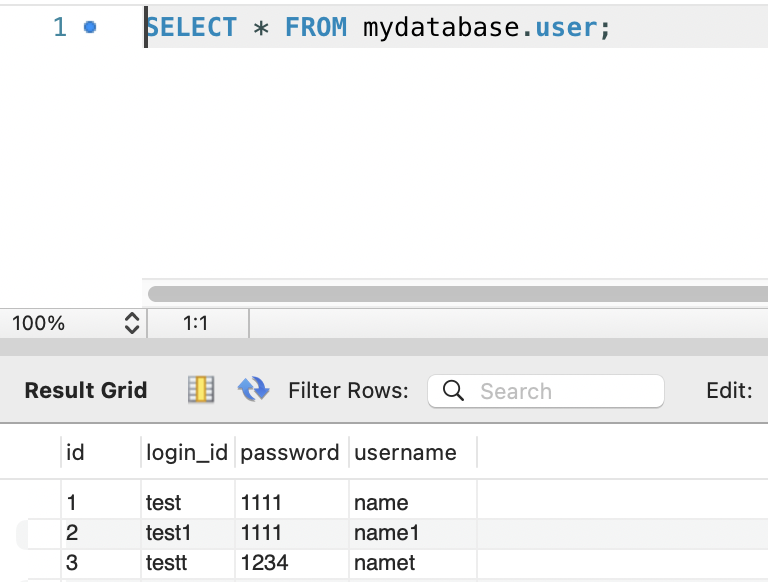 1 SELECT * FROM mydatabase.user;
100% 1:1
Result Grid Filter Rows: Search Edit:
id login_id password username
1 test 1111 name
2 test1 1111 name1
3 testt 1234 namet